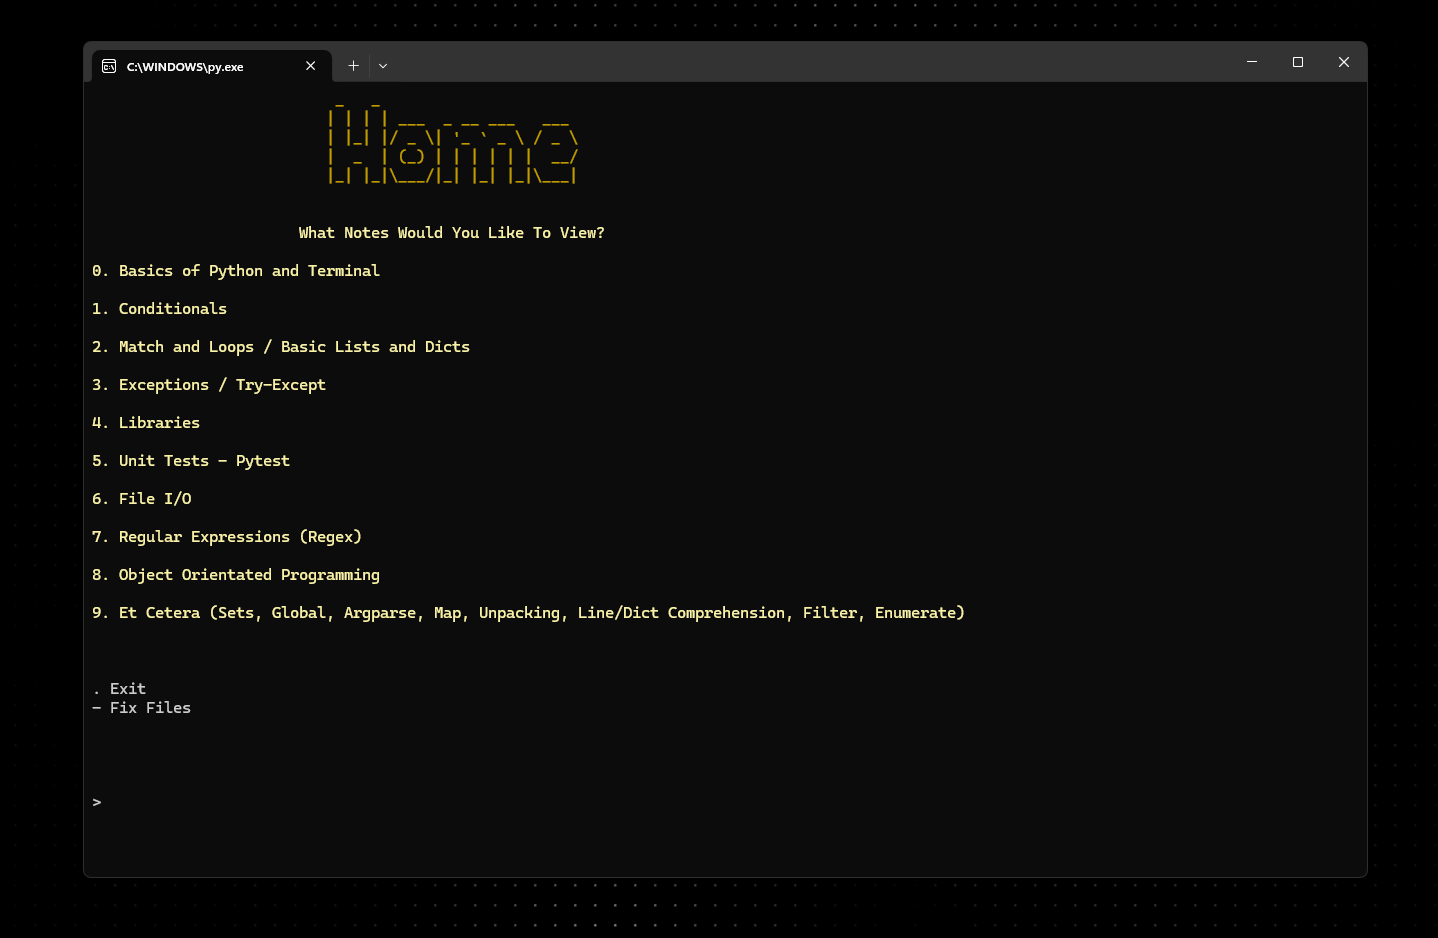 C:\WINDOWS\py.exe
Home
What Notes Would You Like To View?
0. Basics of Python and Terminal
1. Conditionals
2. Match and Loops / Basic Lists and Dicts
3. Exceptions / Try-Except
4. Libraries
5. Unit Tests - Pytest
6. File I/O
7. Regular Expressions (Regex)
8. Object Orientated Programming
9. Et Cetera (Sets, Global, Argparse, Map, Unpacking, Line/Dict Comprehension, Filter, Enumerate)
. Exit
- Fix Files
>